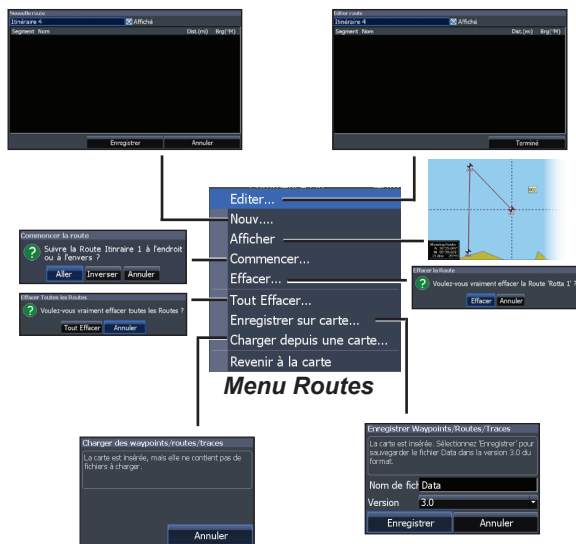 Nouvelle route
Itinéraire 4 Affiché
Segment Nom Dist.(mi) Brg(°M)
Enregistrer Annuler
Editer route
Itinéraire 4 Affiché
Segment Nom Dist.(mi) Brg(°M)
Terminé
002
Editer...
Nouv....
Afficher
Commencer...
Effacer...
Tout Effacer...
Enregistrer sur carte...
Charger depuis une carte...
Revenir à la carte
Menu Routes
Commencer la route
Suivre la Route Itinraire 1 à l'endroit
ou à l'envers ?
Aller Inverser Annuler
Effacer la Route
Voulez-vous vraiment effacer la Route 'Rotta 1' ?
Effacer Annuler
Effacer Toutes les Routes
Voulez-vous vraiment effacer toutes les Routes ?
Tout Effacer Annuler
Charger des waypoints/routes/traces
La carte est insérée, mais elle ne contient pas de
fichiers à charger.
Annuler
Enregistrer Waypoints/Routes/Traces
La carte est insérée. Sélectionnez 'Enregistrer' pour
sauvegarder le fichier Data dans la version 3.0 du
format.
Nom de fich Data
Version 3.0
Enregistrer Annuler